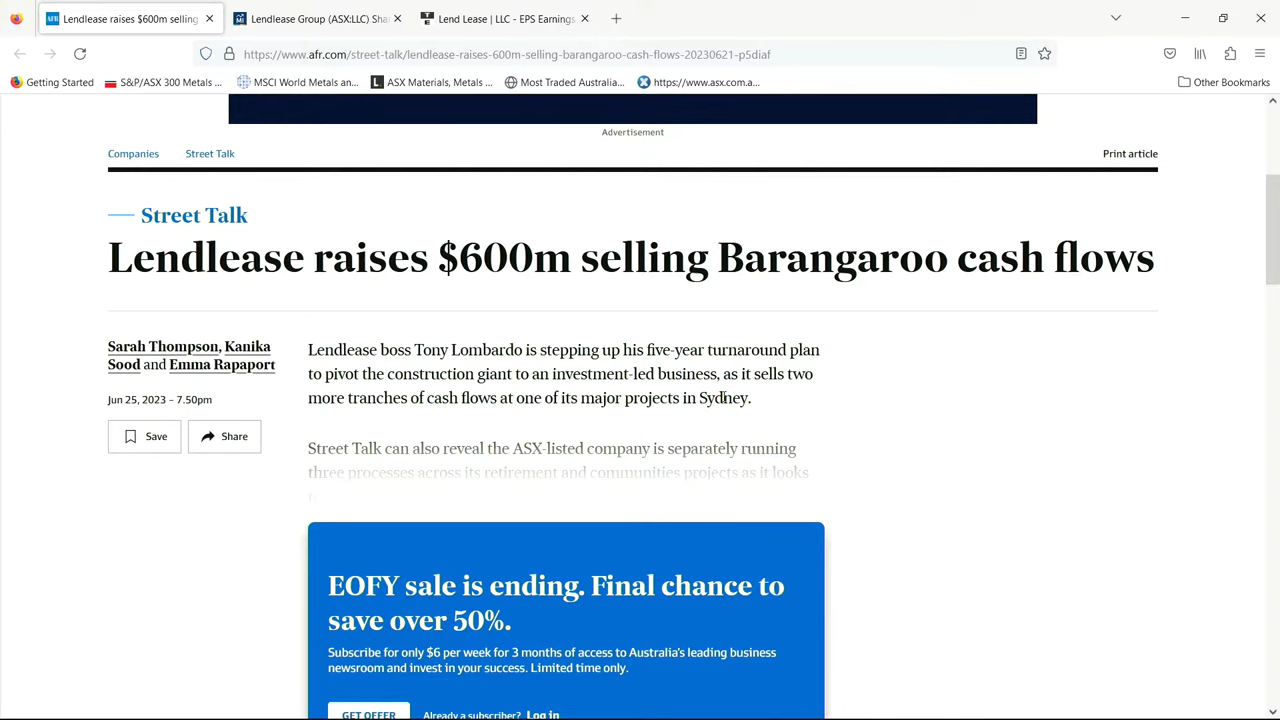 Lendlease raises $600m selling
Lendlease Group (ASX:LLC) Sha
Lend Lease | LLC - EPS Earnings
https://www.afr.com/street-talk/lendlease-raises-600m-selling-barangaroo-cash-flows-20230621-p5diaf
Getting Started
S&P/ASX 300 Metals ...
MSCI World Metals an...
ASX Materials, Metals ...
Most Traded Australia...
https://www.asx.com.a...
Other Bookmarks
Advertisement
Companies
Street Talk
Print article
Street Talk
Lendlease raises $600m selling Barangaroo cash flows
Sarah Thompson, Kanika
Sood and Emma Rapaport
Jun 25, 2023 – 7.50pm
Save
Share
Lendlease boss Tony Lombardo is stepping up his five-year turnaround plan
to pivot the construction giant to an investment-led business, as it sells two
more tranches of cash flows at one of its major projects in Sydney.
Street Talk can also reveal the ASX-listed company is separately running
three processes across its retirement and communities projects as it looks
EOFY sale is ending. Final chance to
save over 50%.
Subscribe for only $6 per week for 3 months of access to Australia's leading business
newsroom and invest in your success. Limited time only.
GET OFFER
Already a subscriber? Log in